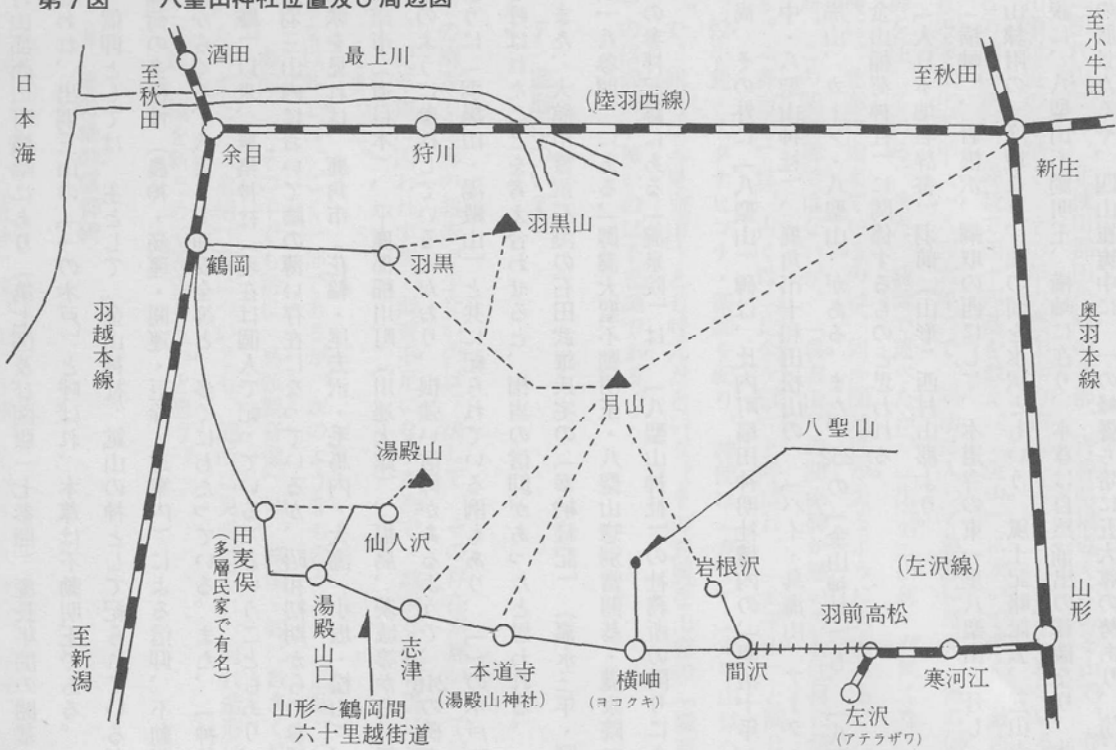 第7図　八聖山神社位置及び周辺図
日本海
至秋田
酒田
最上川
(陸羽西線)
至秋田
至小牛田
余目
狩川
新庄
鶴岡
羽黒
羽黒山
羽越本線
奥羽本線
月山
八聖山
湯殿山
仙人沢
田麦俣
(多層民家で有名)
岩根沢
(左沢線)
羽前高松
山形
湯殿山口
志津
本道寺
(湯殿山神社)
横岫
(ヨコクキ)
間沢
寒河江
左沢
(アテラザワ)
至新潟
山形～鶴岡間
六十里越街道